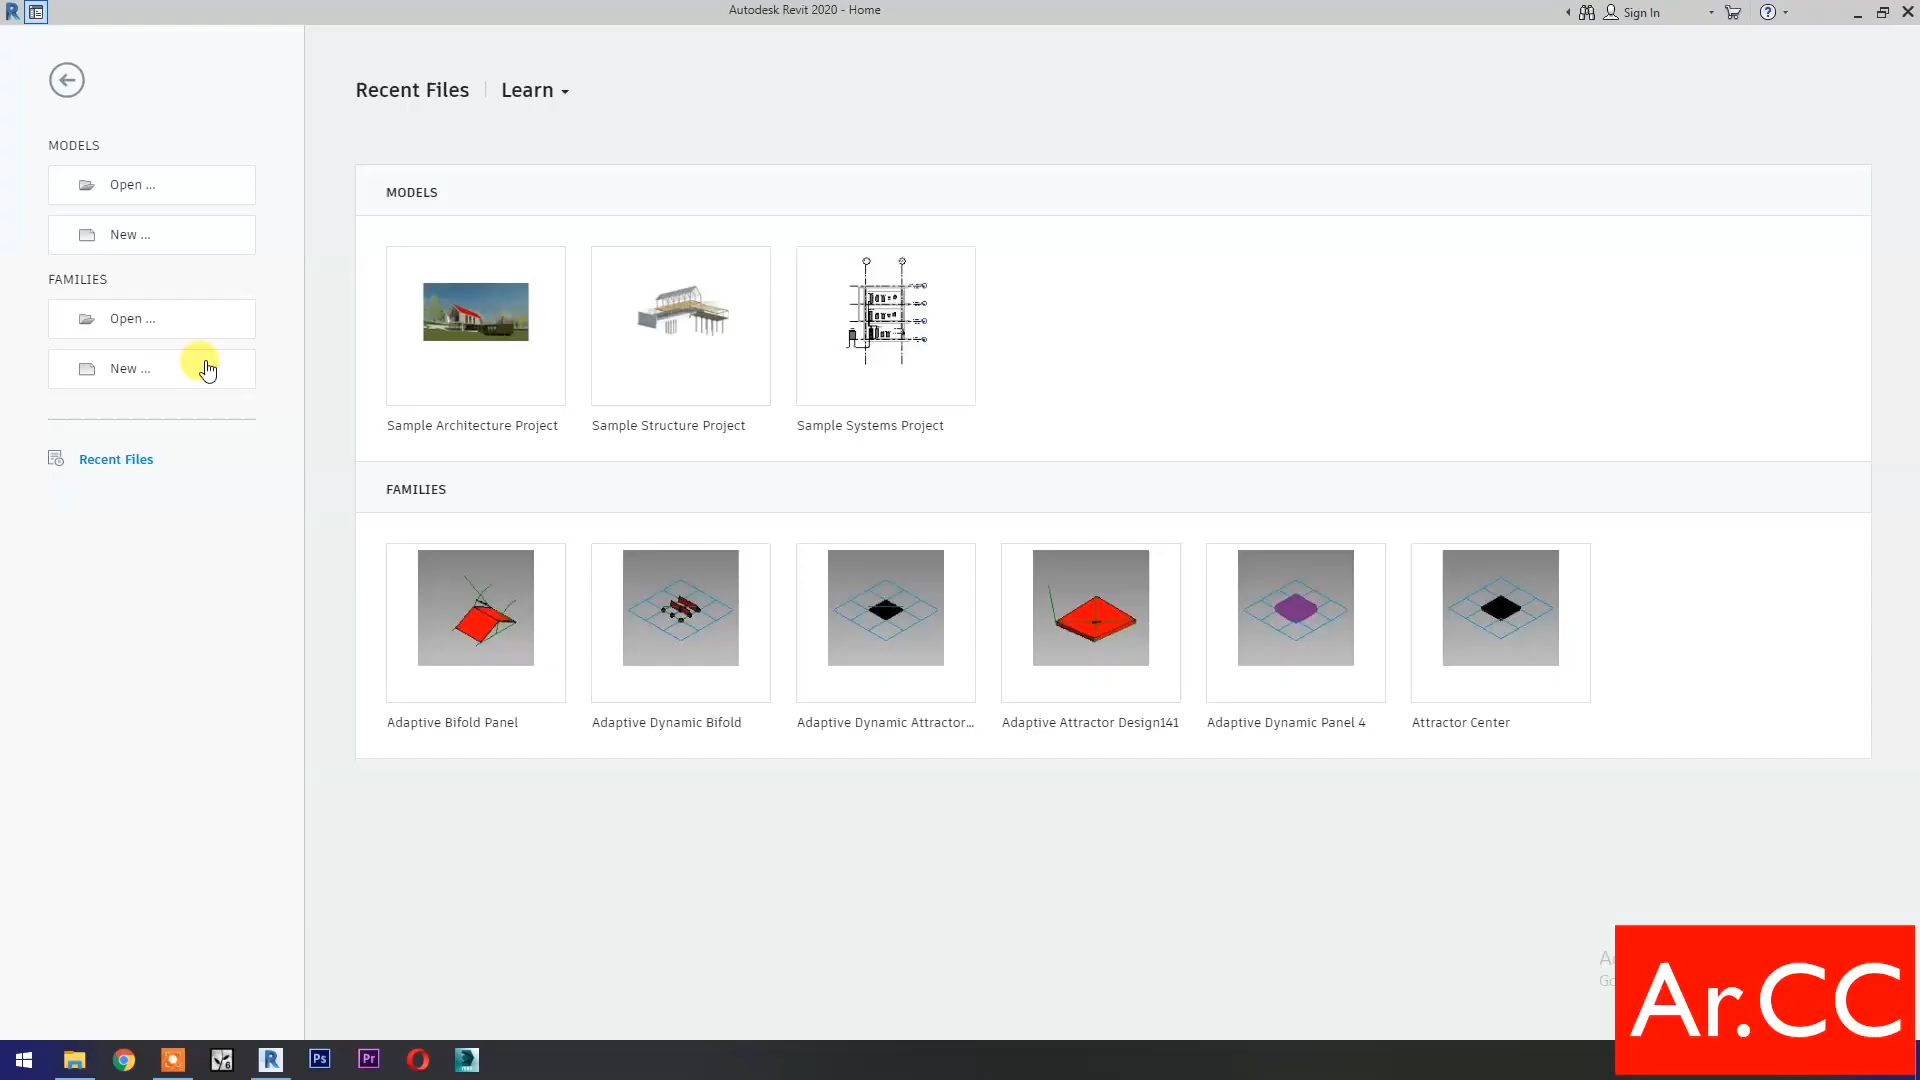 Autodesk Revit 2020 - Home
Sign In
Recent Files
Learn
MODELS
Open ...
New ...
FAMILIES
Open ...
New ...
Recent Files
MODELS
Sample Architecture Project
Sample Structure Project
Sample Systems Project
FAMILIES
Adaptive Bifold Panel
Adaptive Dynamic Bifold
Adaptive Dynamic Attractor...
Adaptive Attractor Design141
Adaptive Dynamic Panel 4
Attractor Center
Ar.CC
R
Ps
Pr